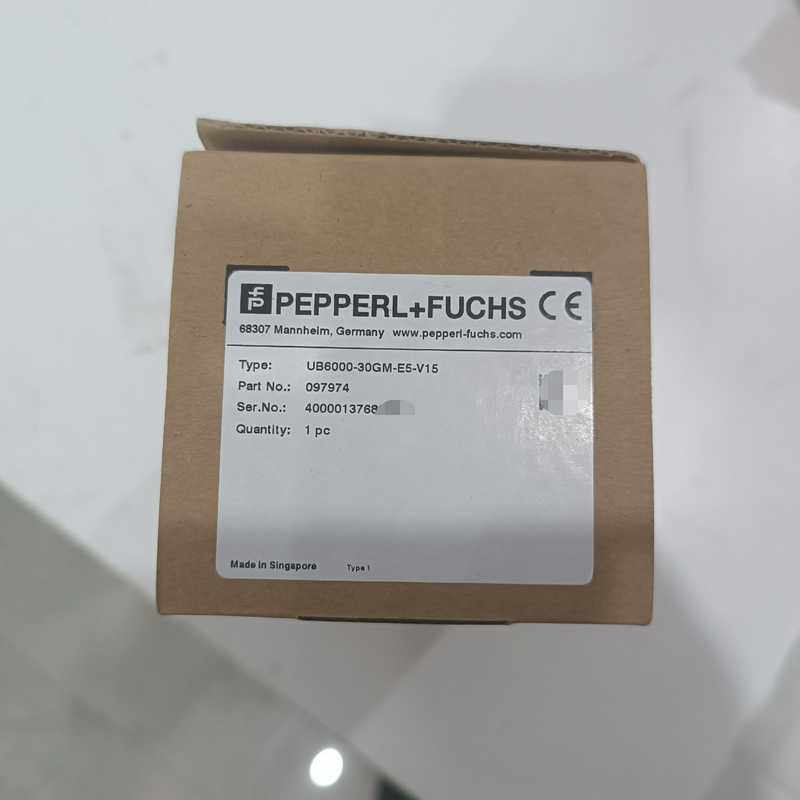 PEPPERL+FUCHS CE
68307 Mannheim, Germany www.pepperl-fuchs.com
Type: UB6000-30GM-E5-V15
Part No.: 097974
Ser.No.: 4000013768
Quantity: 1 pc
Made in Singapore Type 1